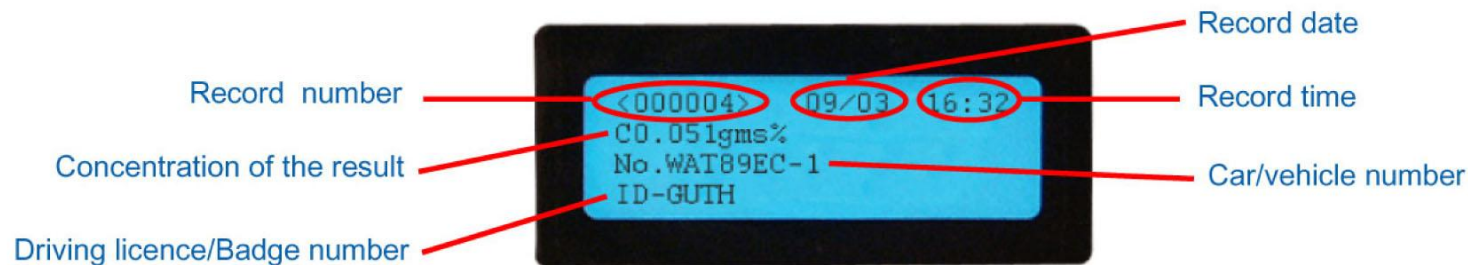 Record date
Record number
<000004> 09/03 16:32
Record time
C0.051gms%
Concentration of the result
No.WAT89EC-1
Car/vehicle number
ID-GUTH
Driving licence/Badge number